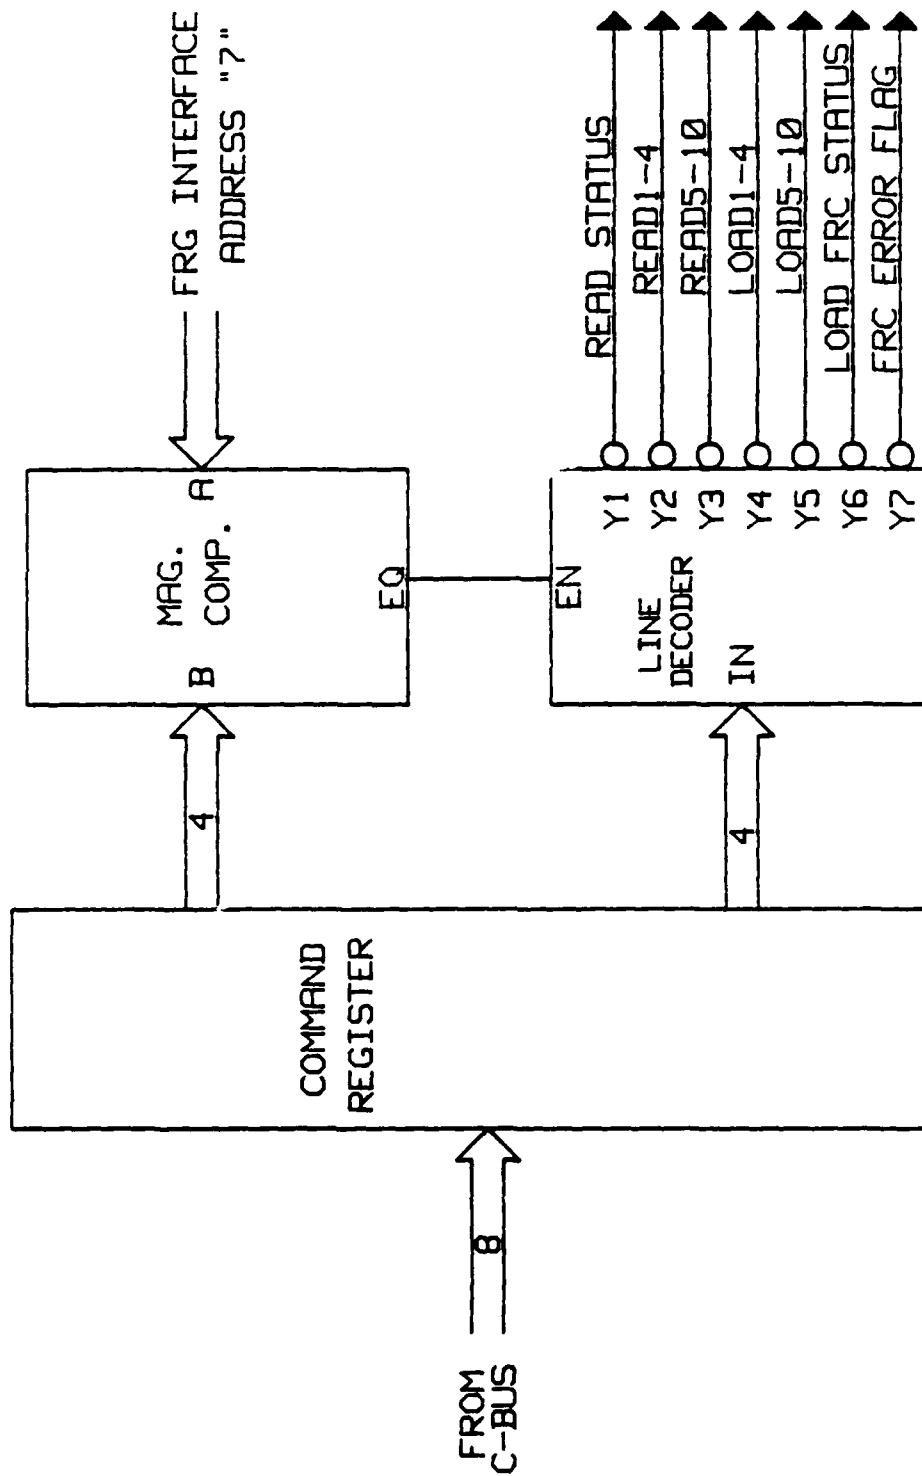 FROM
C-BUS
8
COMMAND
REGISTER
4
4
MAG.
COMP.
B
A
EQ
FRG INTERFACE
ADDRESS "7"
EN
LINE
DECODER
IN
Y1
Y2
Y3
Y4
Y5
Y6
Y7
READ STATUS
READ1-4
READ5-10
LOAD1-4
LOAD5-10
LOAD FRC STATUS
FRC ERROR FLAG